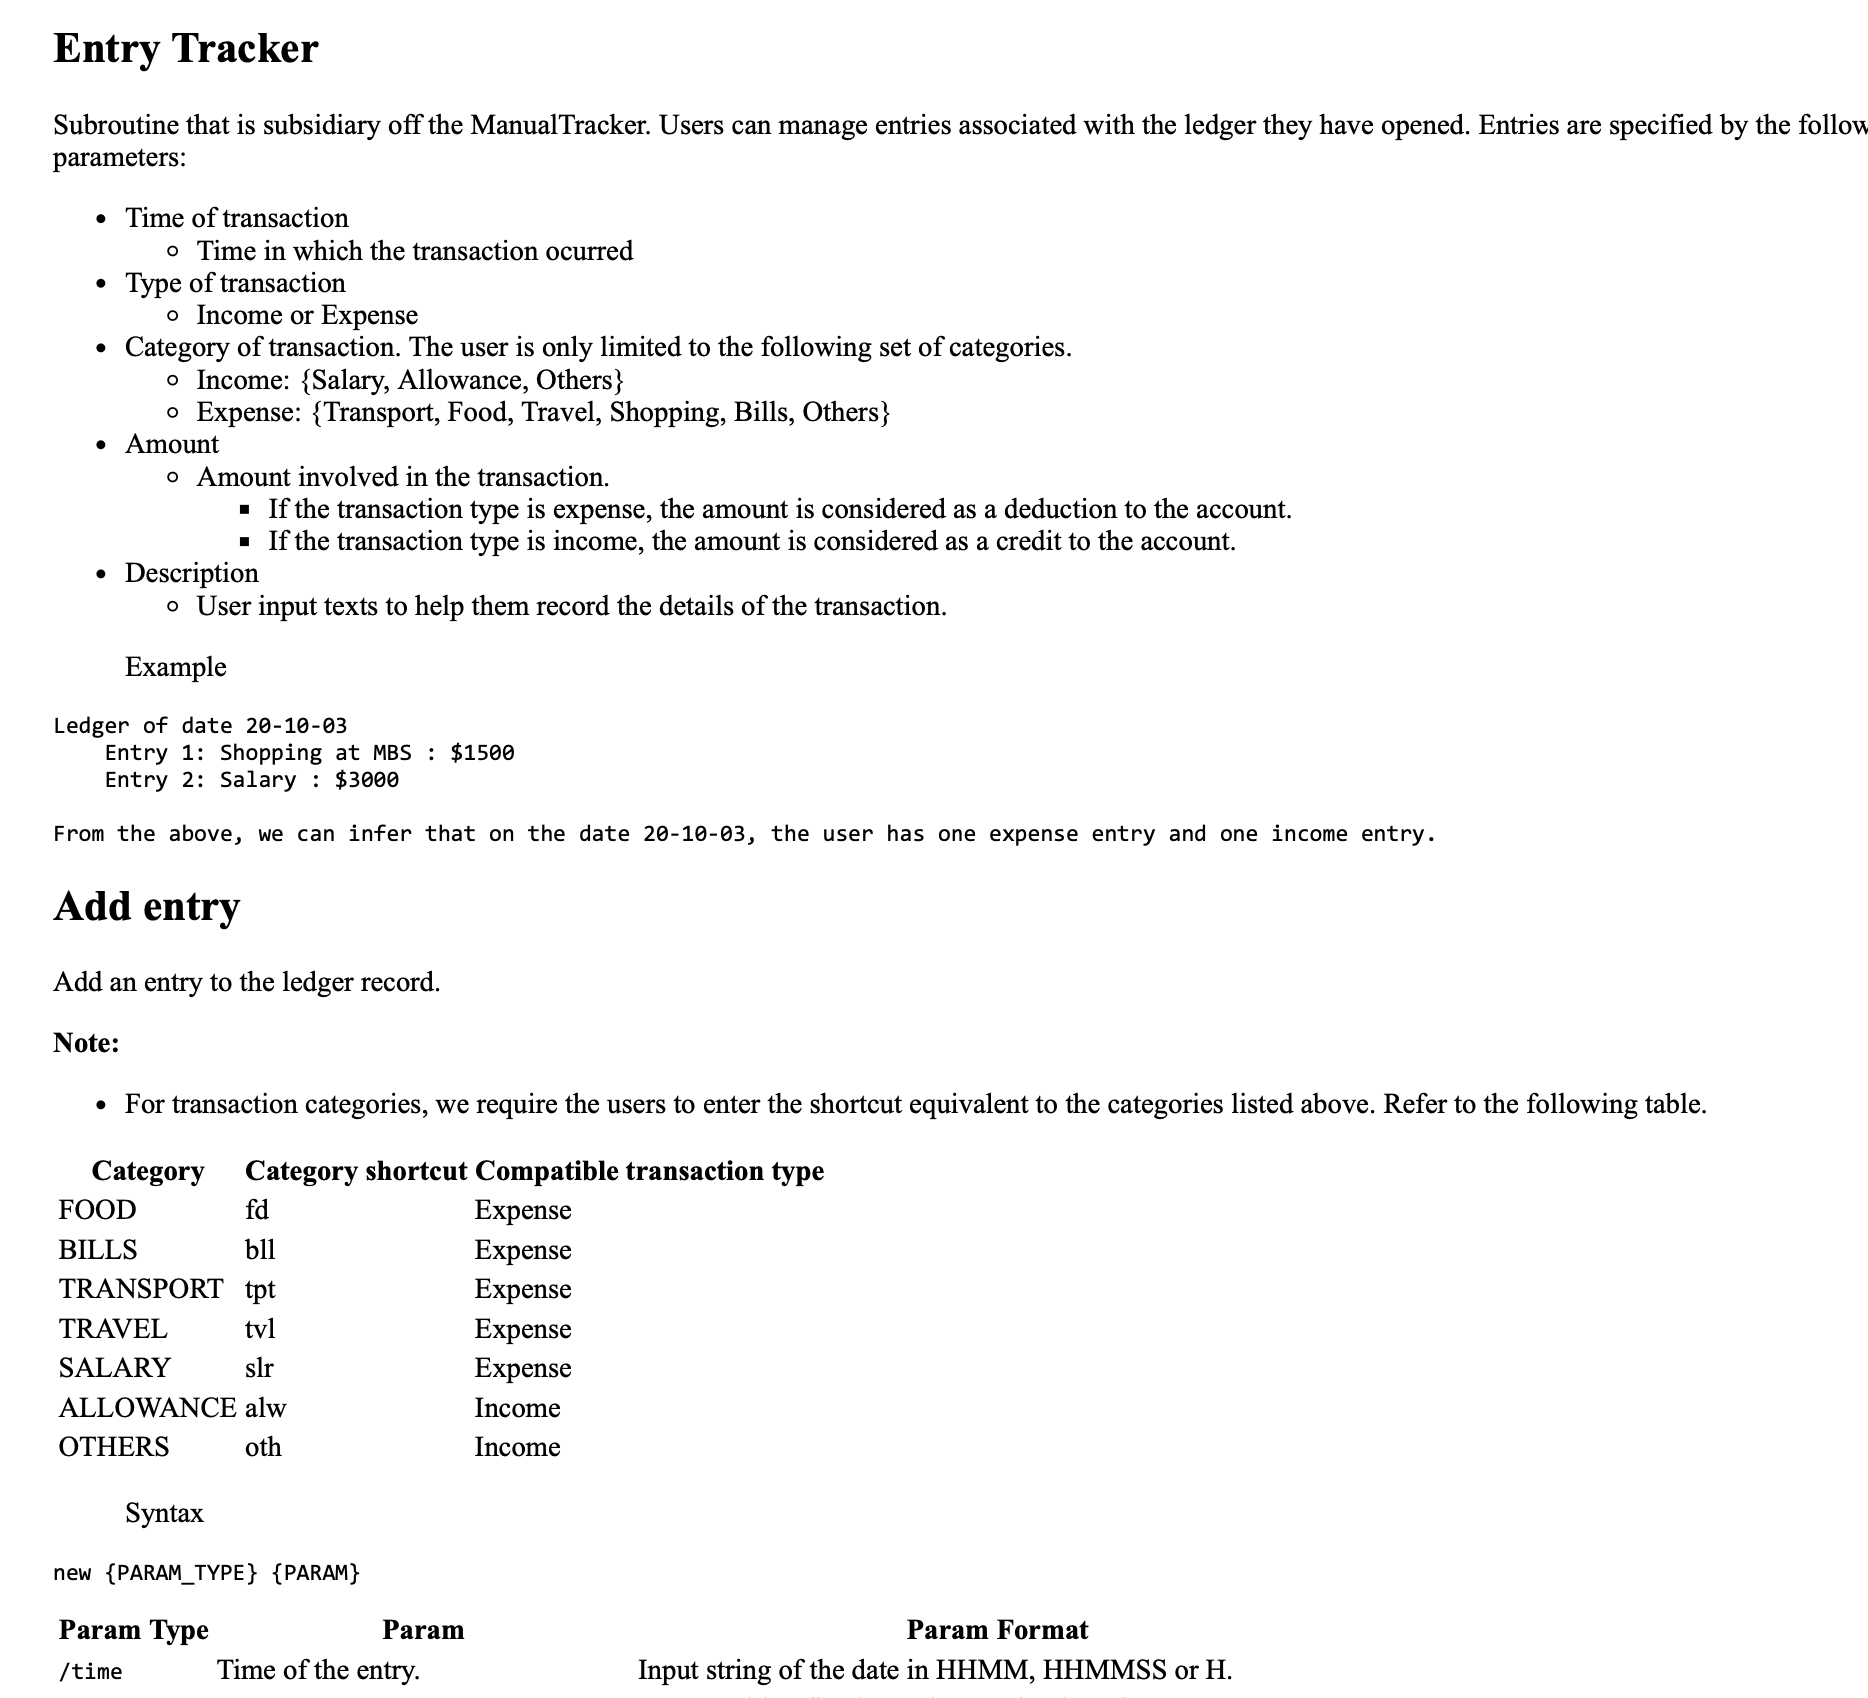 Entry Tracker
Subroutine that is subsidiary off the ManualTracker. Users can manage entries associated with the ledger they have opened. Entries are specified by the follow
parameters:
• Time of transaction
◦ Time in which the transaction ocurred
• Type of transaction
◦ Income or Expense
• Category of transaction. The user is only limited to the following set of categories.
◦ Income: {Salary, Allowance, Others}
◦ Expense: {Transport, Food, Travel, Shopping, Bills, Others}
• Amount
◦ Amount involved in the transaction.
▪ If the transaction type is expense, the amount is considered as a deduction to the account.
▪ If the transaction type is income, the amount is considered as a credit to the account.
• Description
◦ User input texts to help them record the details of the transaction.
Example
Ledger of date 20-10-03
Entry 1: Shopping at MBS : $1500
Entry 2: Salary : $3000
From the above, we can infer that on the date 20-10-03, the user has one expense entry and one income entry.
Add entry
Add an entry to the ledger record.
Note:
• For transaction categories, we require the users to enter the shortcut equivalent to the categories listed above. Refer to the following table.
Category Category shortcut Compatible transaction type
FOOD fd Expense
BILLS bll Expense
TRANSPORT tpt Expense
TRAVEL tvl Expense
SALARY slr Expense
ALLOWANCE alw Income
OTHERS oth Income
Syntax
new {PARAM_TYPE} {PARAM}
Param Type Param Param Format
/time Time of the entry. Input string of the date in HHMM, HHMMSS or H.